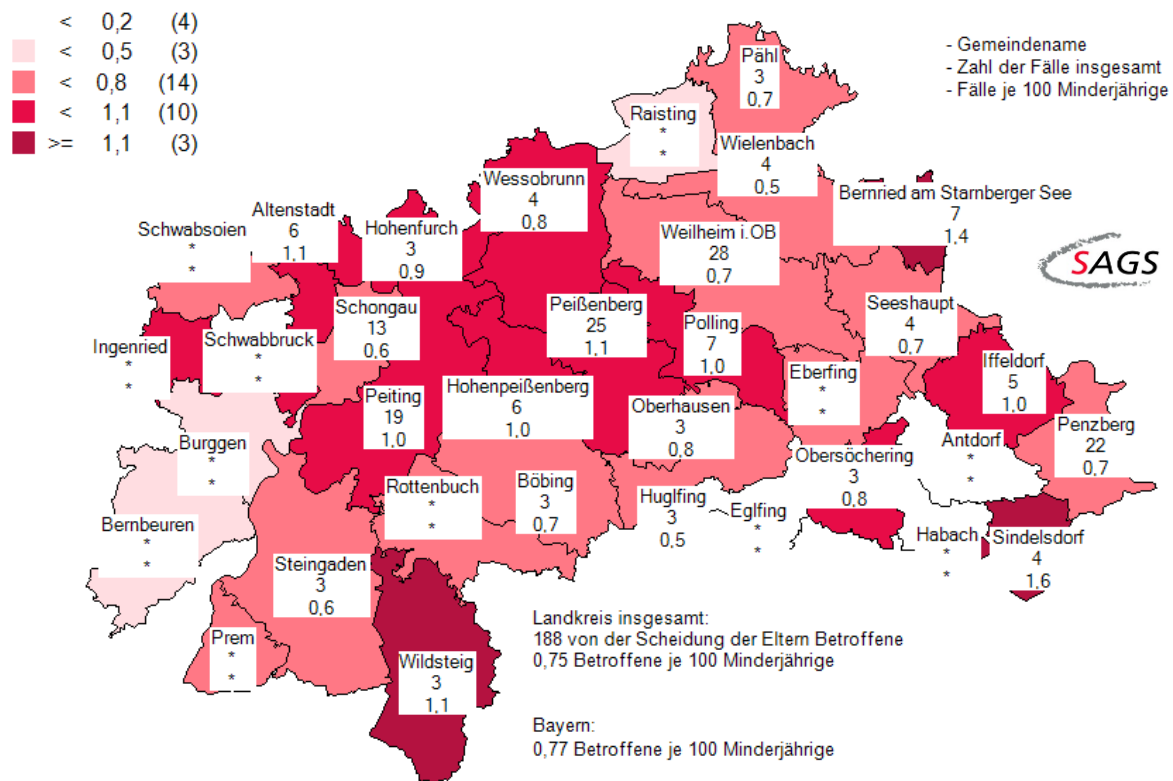 < 0,2 (4)
< 0,5 (3)
< 0,8 (14)
< 1,1 (10)
>= 1,1 (3)
- Gemeindename
- Zahl der Fälle insgesamt
- Fälle je 100 Minderjährige
Pähl
3
0,7
Raisting
*
*
Wielenbach
4
0,5
Wessobrunn
4
0,8
Bernried am Starnberger See
7
1,4
Altenstadt
6
1,1
Schwabsoien
*
*
Hohenfurch
3
0,9
Weilheim i.OB
28
0,7
SAGS
Schongau
13
0,6
Peißenberg
25
1,1
Polling
7
1,0
Seeshaupt
4
0,7
Ingenried
*
*
Schwabbruck
*
*
Eberfing
*
*
Iffeldorf
5
1,0
Peiting
19
1,0
Hohenpeißenberg
6
1,0
Oberhausen
3
0,8
Penzberg
22
0,7
Burggen
*
*
Antdorf
*
*
Obersöchering
3
0,8
Rottenbuch
*
*
Böbing
3
0,7
Huglfing
3
0,5
Eglfing
*
*
Bernbeuren
*
*
Habach
*
*
Sindelsdorf
4
1,6
Steingaden
3
0,6
Prem
*
*
Wildsteig
3
1,1
Landkreis insgesamt:
188 von der Scheidung der Eltern Betroffene
0,75 Betroffene je 100 Minderjährige
Bayern:
0,77 Betroffene je 100 Minderjährige